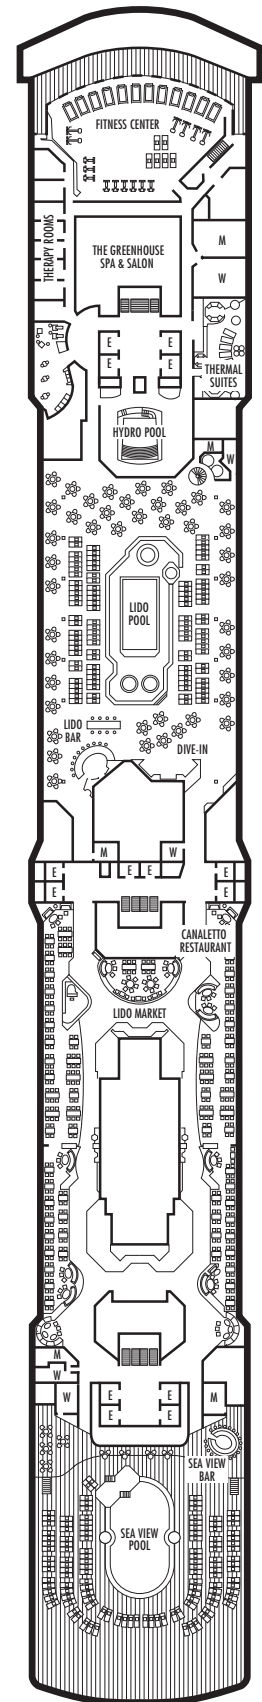 FITNESS CENTER
THERAPY ROOMS
THE GREENHOUSE
SPA & SALON
M
W
E
E
E
E
THERMAL
SUITES
HYDRO POOL
M
W
LIDO
POOL
LIDO
BAR
DIVE-IN
M
W
E
E
E
E
E
E
CANALETTO
RESTAURANT
LIDO MARKET
M
W
W
E
E
E
E
M
SEA VIEW
BAR
SEA VIEW
POOL